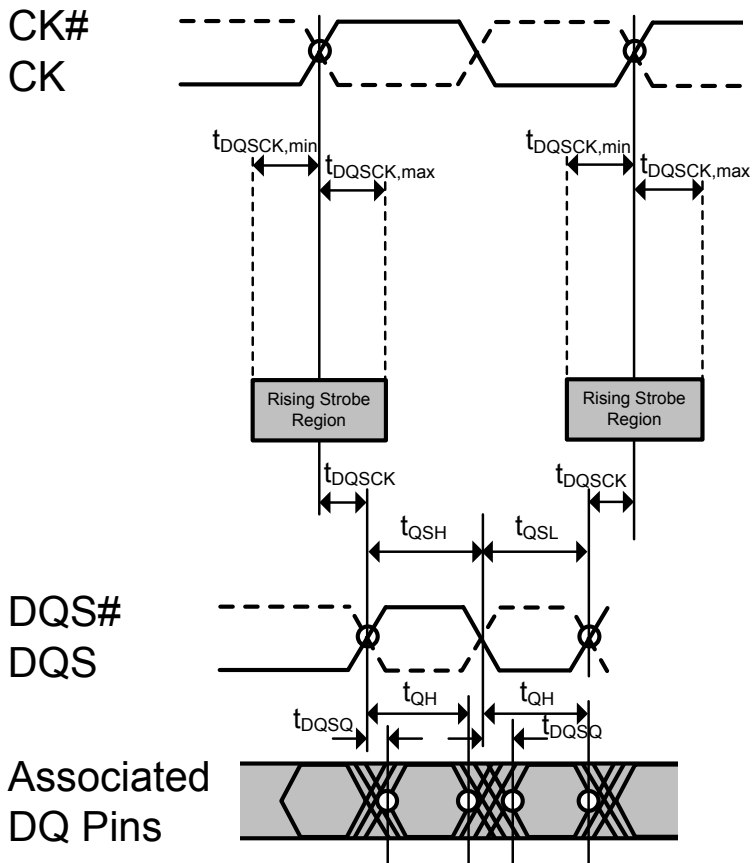 CK#
CK
tDQSCK,min
tDQSCK,max
tDQSCK,min
tDQSCK,max
Rising Strobe
Region
Rising Strobe
Region
tDQSCK
tDQSCK
tQSH
tQSL
DQS#
DQS
tQH
tQH
tDQSQ
tDQSQ
Associated
DQ Pins